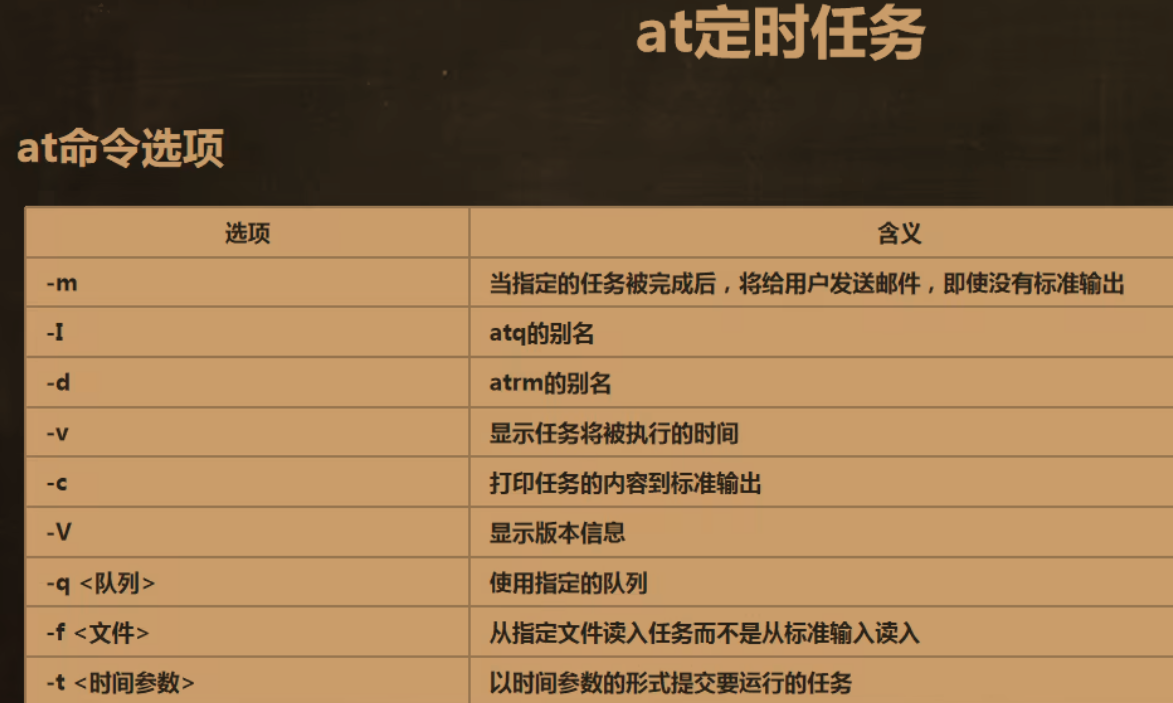 at定时任务
at命令选项
选项 含义
-m 当指定的任务被完成后，将给用户发送邮件，即使没有标准输出
-I atq的别名
-d atrm的别名
-v 显示任务将被执行的时间
-c 打印任务的内容到标准输出
-V 显示版本信息
-q <队列> 使用指定的队列
-f <文件> 从指定文件读入任务而不是从标准输入读入
-t <时间参数> 以时间参数的形式提交要运行的任务